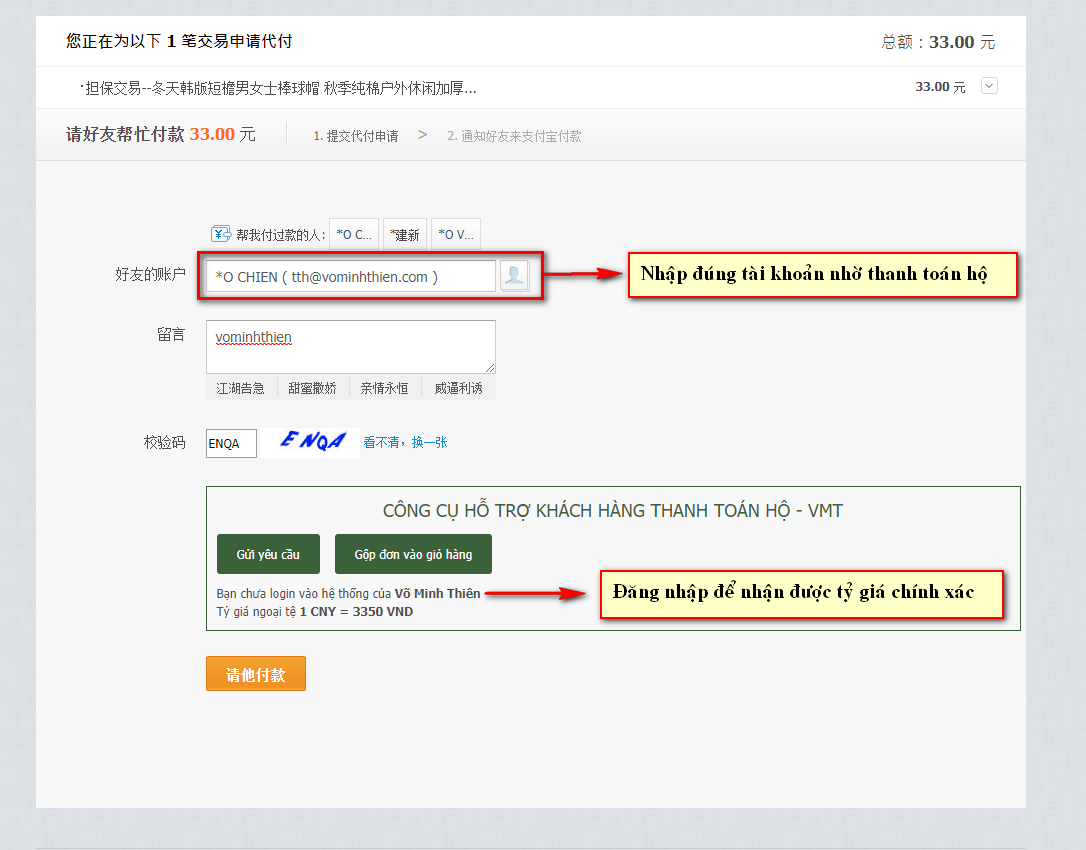 您正在为以下 1 笔交易申请代付
总额：33.00 元
·担保交易--冬天韩版短檐男女士棒球帽 秋季纯棉户外休闲加厚...
33.00 元
请好友帮忙付款 33.00 元
1. 提交代付申请 > 2. 通知好友来支付宝付款
帮我付过款的人: *O C... *建新 *O V...
好友的账户 *O CHIEN ( tth@vominhthien.com )
Nhập đúng tài khoản nhờ thanh toán hộ
留言 vominhthien
江湖告急 甜蜜撒娇 亲情永恒 威逼利诱
校验码 ENQA ENQA 看不清，换一张
CÔNG CỤ HỖ TRỢ KHÁCH HÀNG THANH TOÁN HỘ - VMT
Gửi yêu cầu Gộp đơn vào giỏ hàng
Bạn chưa login vào hệ thống của Võ Minh Thiên
Đăng nhập để nhận được tỷ giá chính xác
Tỷ giá ngoại tệ 1 CNY = 3350 VND
请他付款